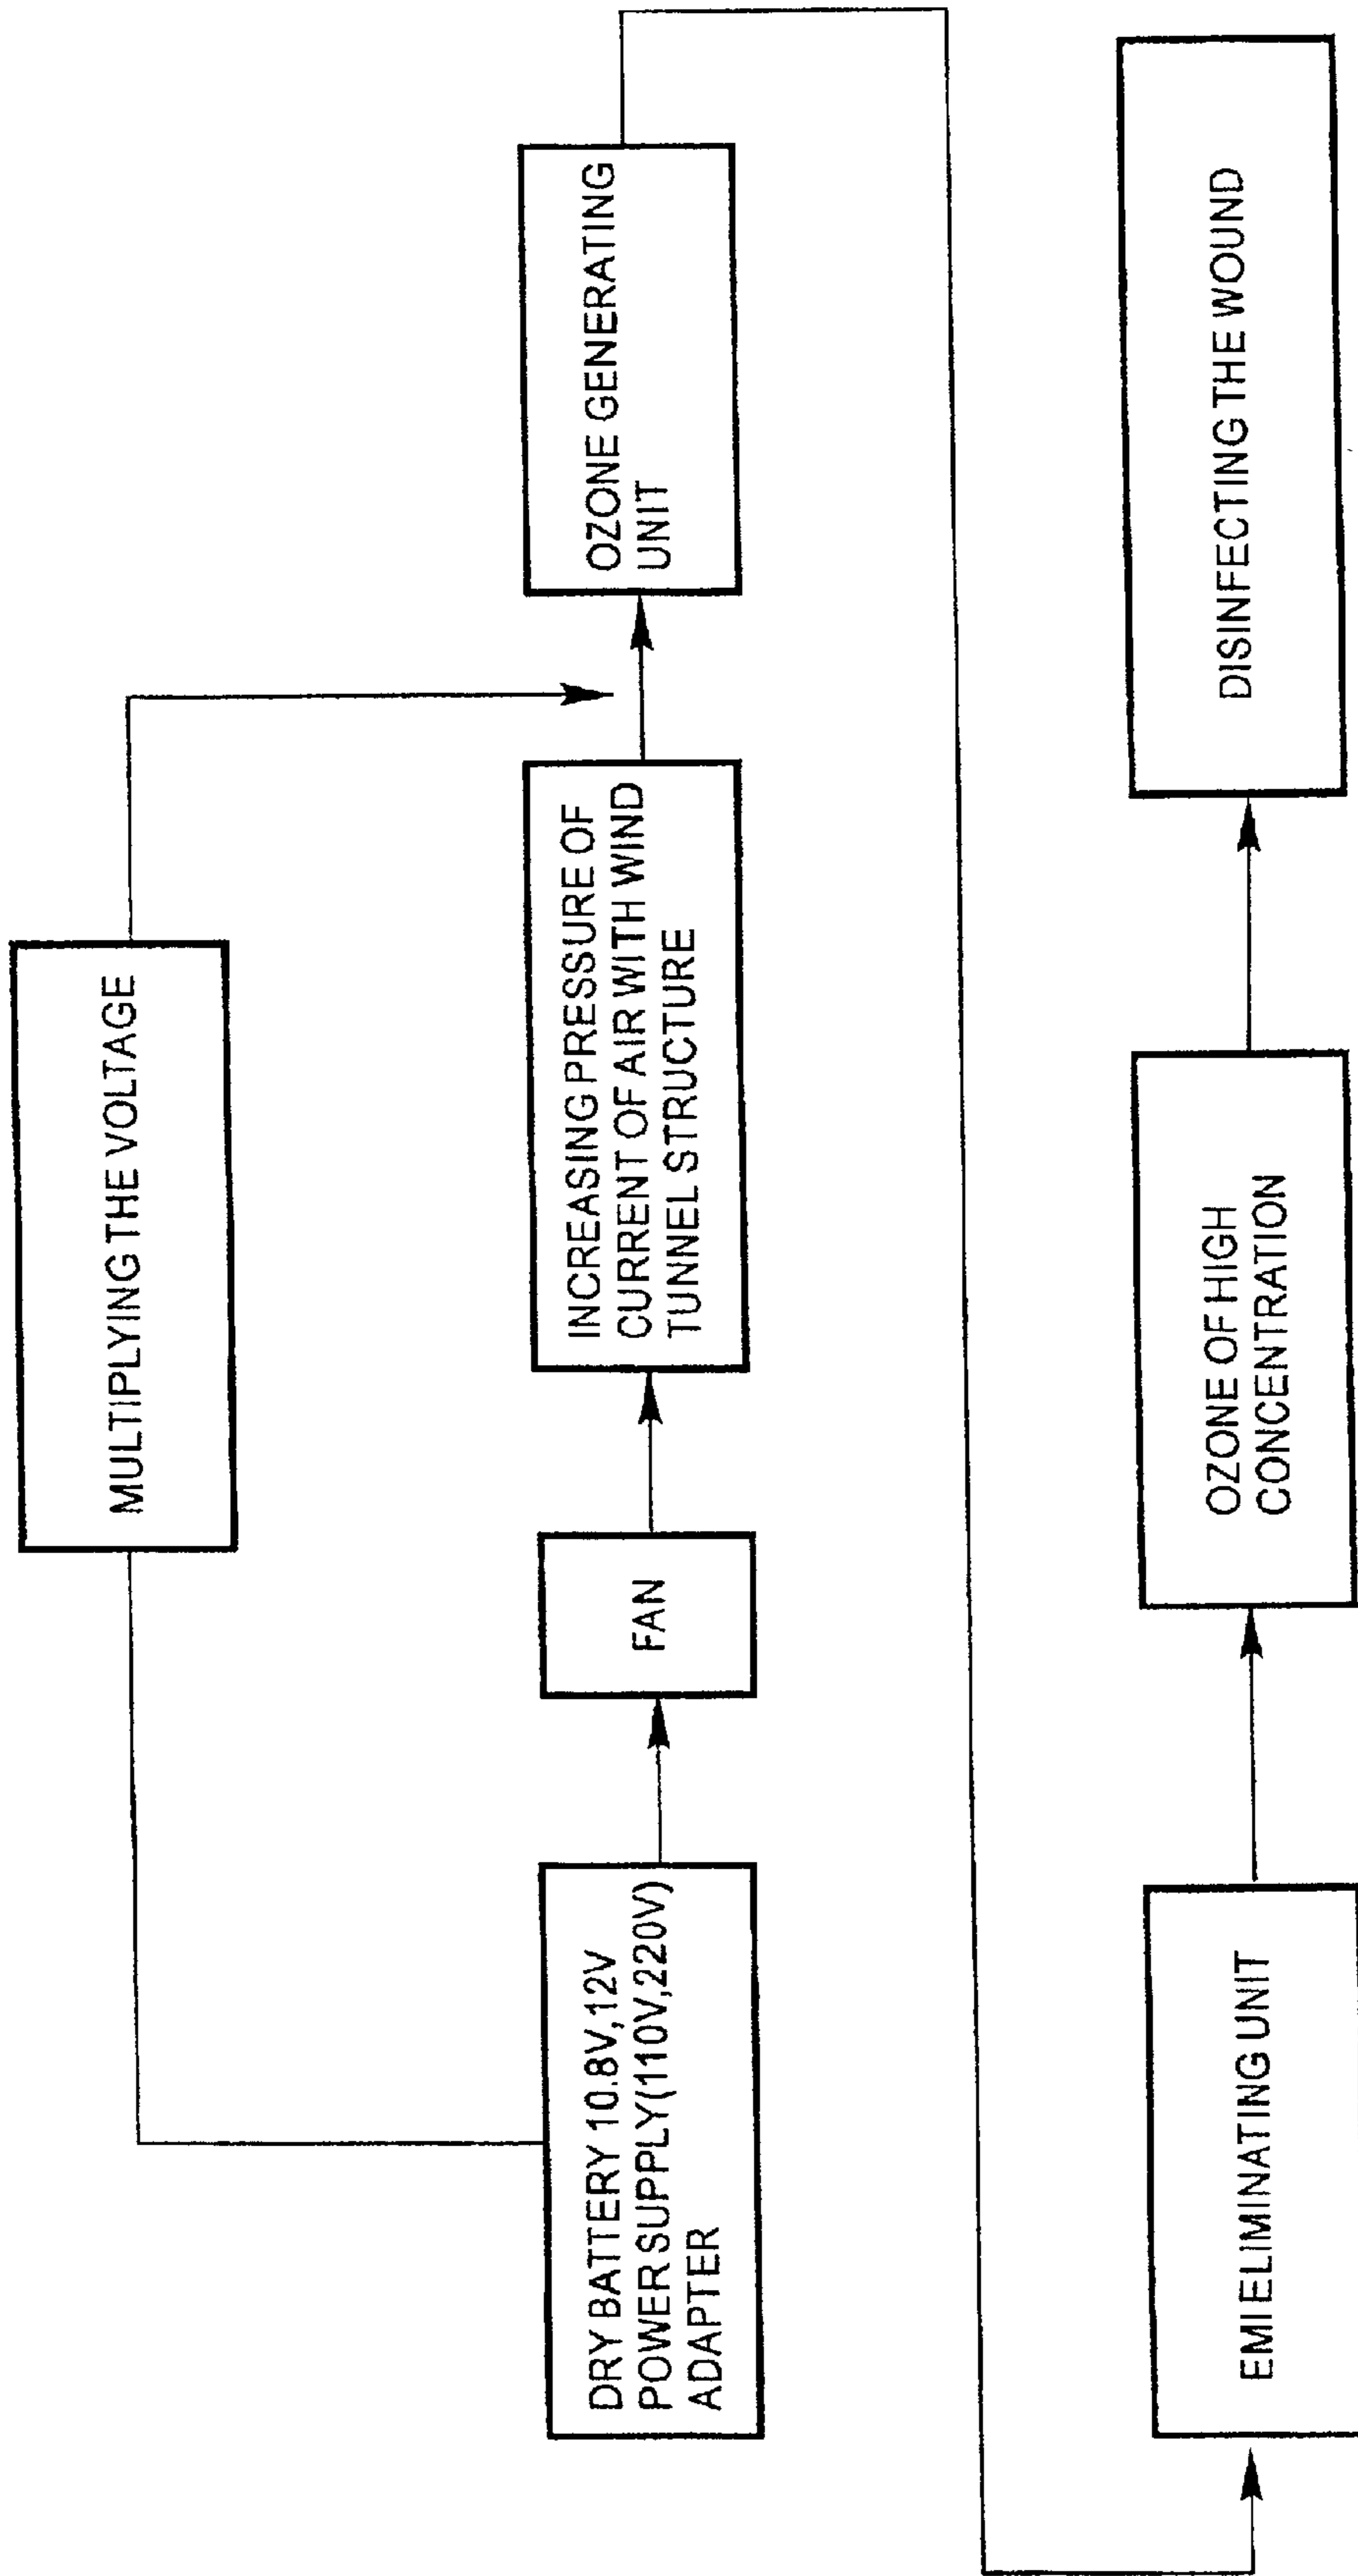 MULTIPLYING THE VOLTAGE
DRY BATTERY 10.8V,12V
POWER SUPPLY(110V,220V)
ADAPTER
FAN
INCREASING PRESSURE OF
CURRENT OF AIR WITH WIND
TUNNEL STRUCTURE
OZONE GENERATING
UNIT
EMI ELIMINATING UNIT
OZONE OF HIGH
CONCENTRATION
DISINFECTING THE WOUND